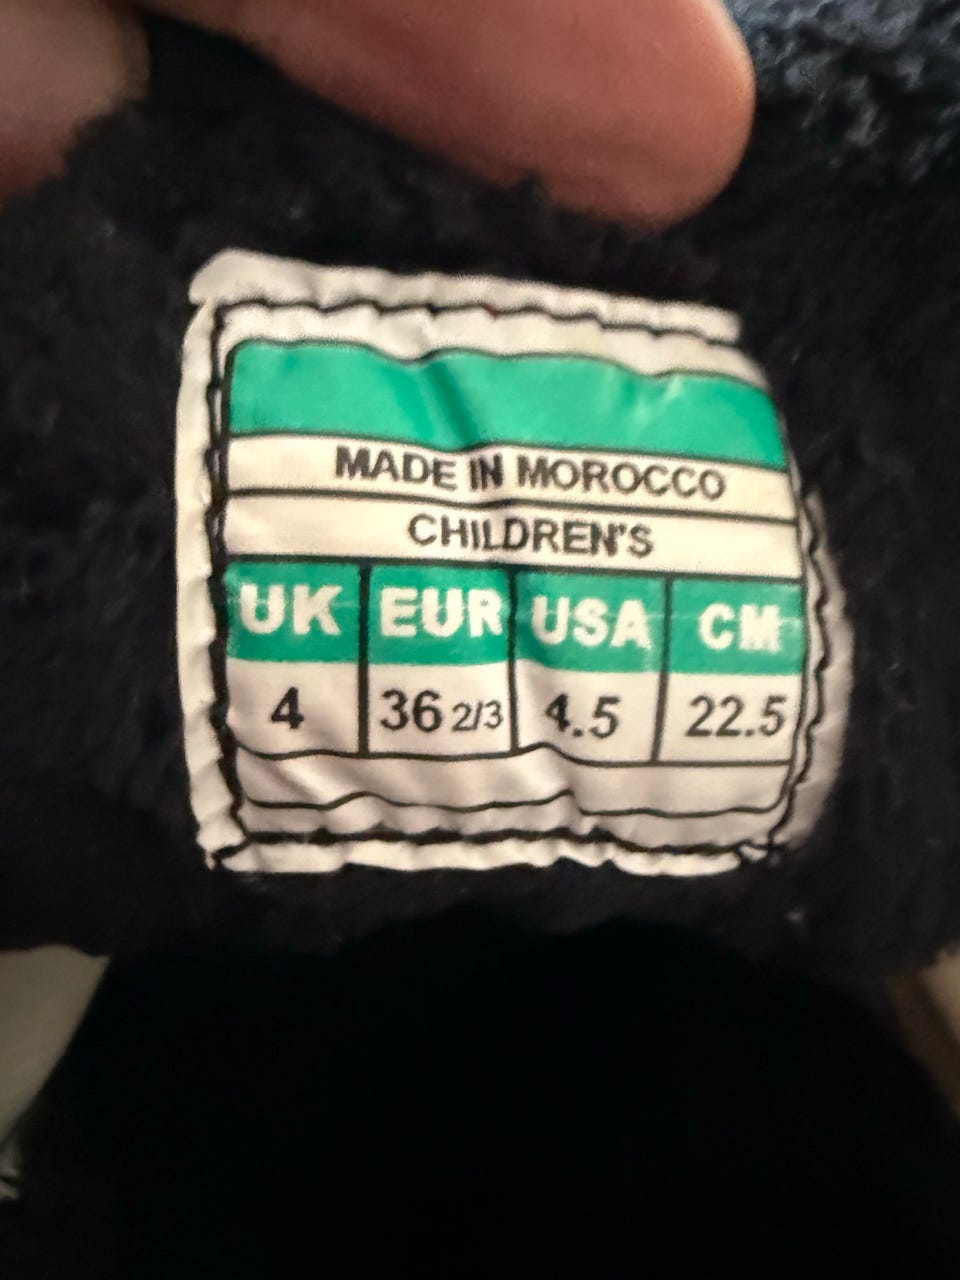 MADE IN MOROCCO
CHILDREN'S
UK EUR USA CM
4 36 2/3 4.5 22.5